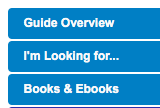 Guide Overview
I'm Looking for...
Books & Ebooks